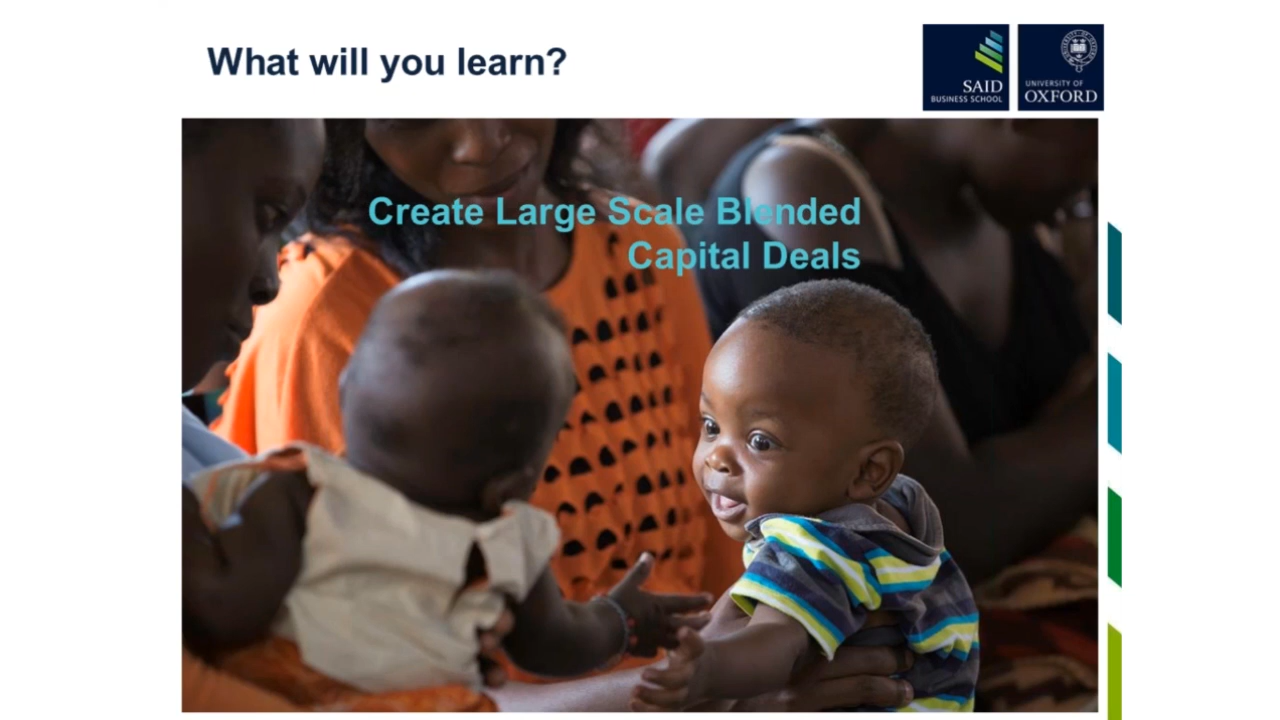 What will you learn?
SAID
BUSINESS SCHOOL
UNIVERSITY OF
OXFORD
Create Large Scale Blended
Capital Deals